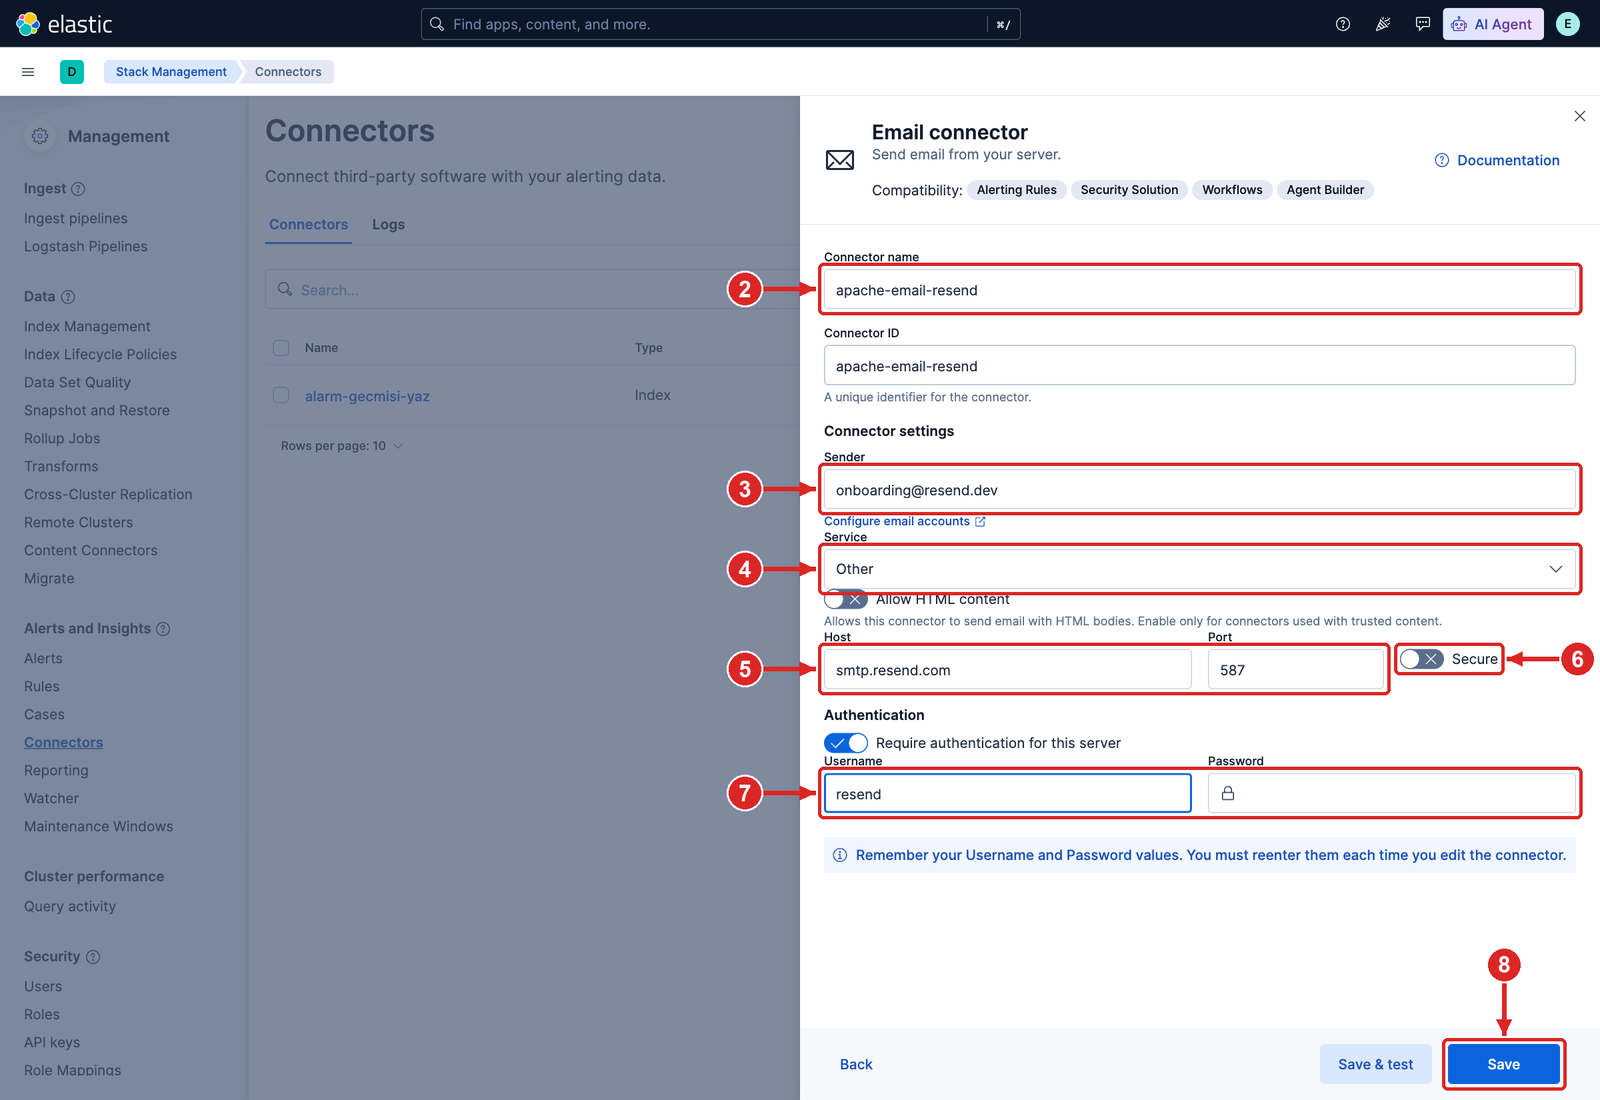 elastic
Find apps, content, and more.
⌘/
AI Agent
E
D
Stack Management
Connectors
Management
Ingest
Ingest pipelines
Logstash Pipelines
Data
Index Management
Index Lifecycle Policies
Data Set Quality
Snapshot and Restore
Rollup Jobs
Transforms
Cross-Cluster Replication
Remote Clusters
Content Connectors
Migrate
Alerts and Insights
Alerts
Rules
Cases
Connectors
Reporting
Watcher
Maintenance Windows
Cluster performance
Query activity
Security
Users
Roles
API keys
Role Mappings
Connectors
Connect third-party software with your alerting data.
Connectors Logs
Search...
Name Type
alarm-gecmisi-yaz Index
Rows per page: 10
Email connector
Send email from your server.
Documentation
Compatibility: Alerting Rules Security Solution Workflows Agent Builder
Connector name
2
apache-email-resend
Connector ID
apache-email-resend
A unique identifier for the connector.
Connector settings
Sender
3
onboarding@resend.dev
Configure email accounts
Service
4
Other
Allow HTML content
Allows this connector to send email with HTML bodies. Enable only for connectors used with trusted content.
Host Port
5
smtp.resend.com 587 Secure
6
Authentication
Require authentication for this server
Username Password
7
resend
Remember your Username and Password values. You must reenter them each time you edit the connector.
8
Back Save & test Save